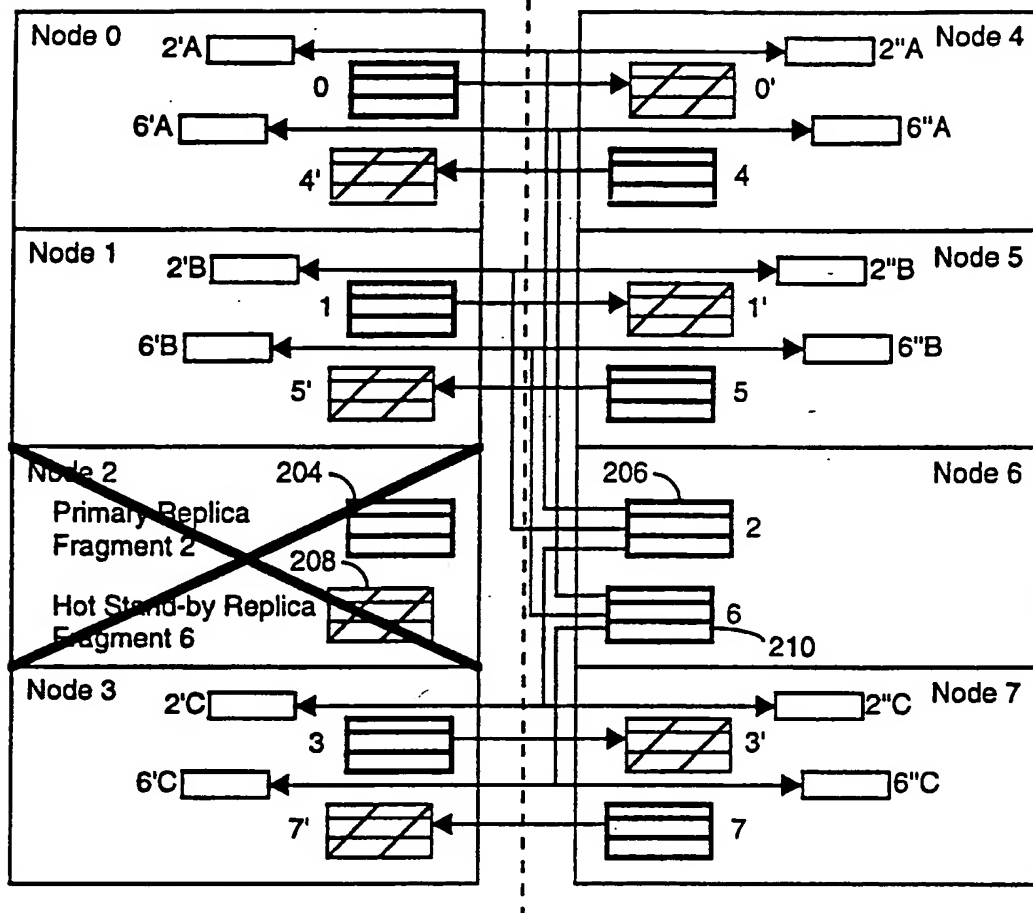 Node 0
2'A
2"A
Node 4
0
0'
6'A
6"A
4'
4
Node 1
2'B
2"B
Node 5
1
1'
6'B
6"B
5'
5
Node 2
204
206
Node 6
Primary Replica
Fragment 2
2
208
Hot Stand-by Replica
Fragment 6
6
210
Node 3
2'C
2"C
Node 7
3
3'
6'C
6"C
7'
7